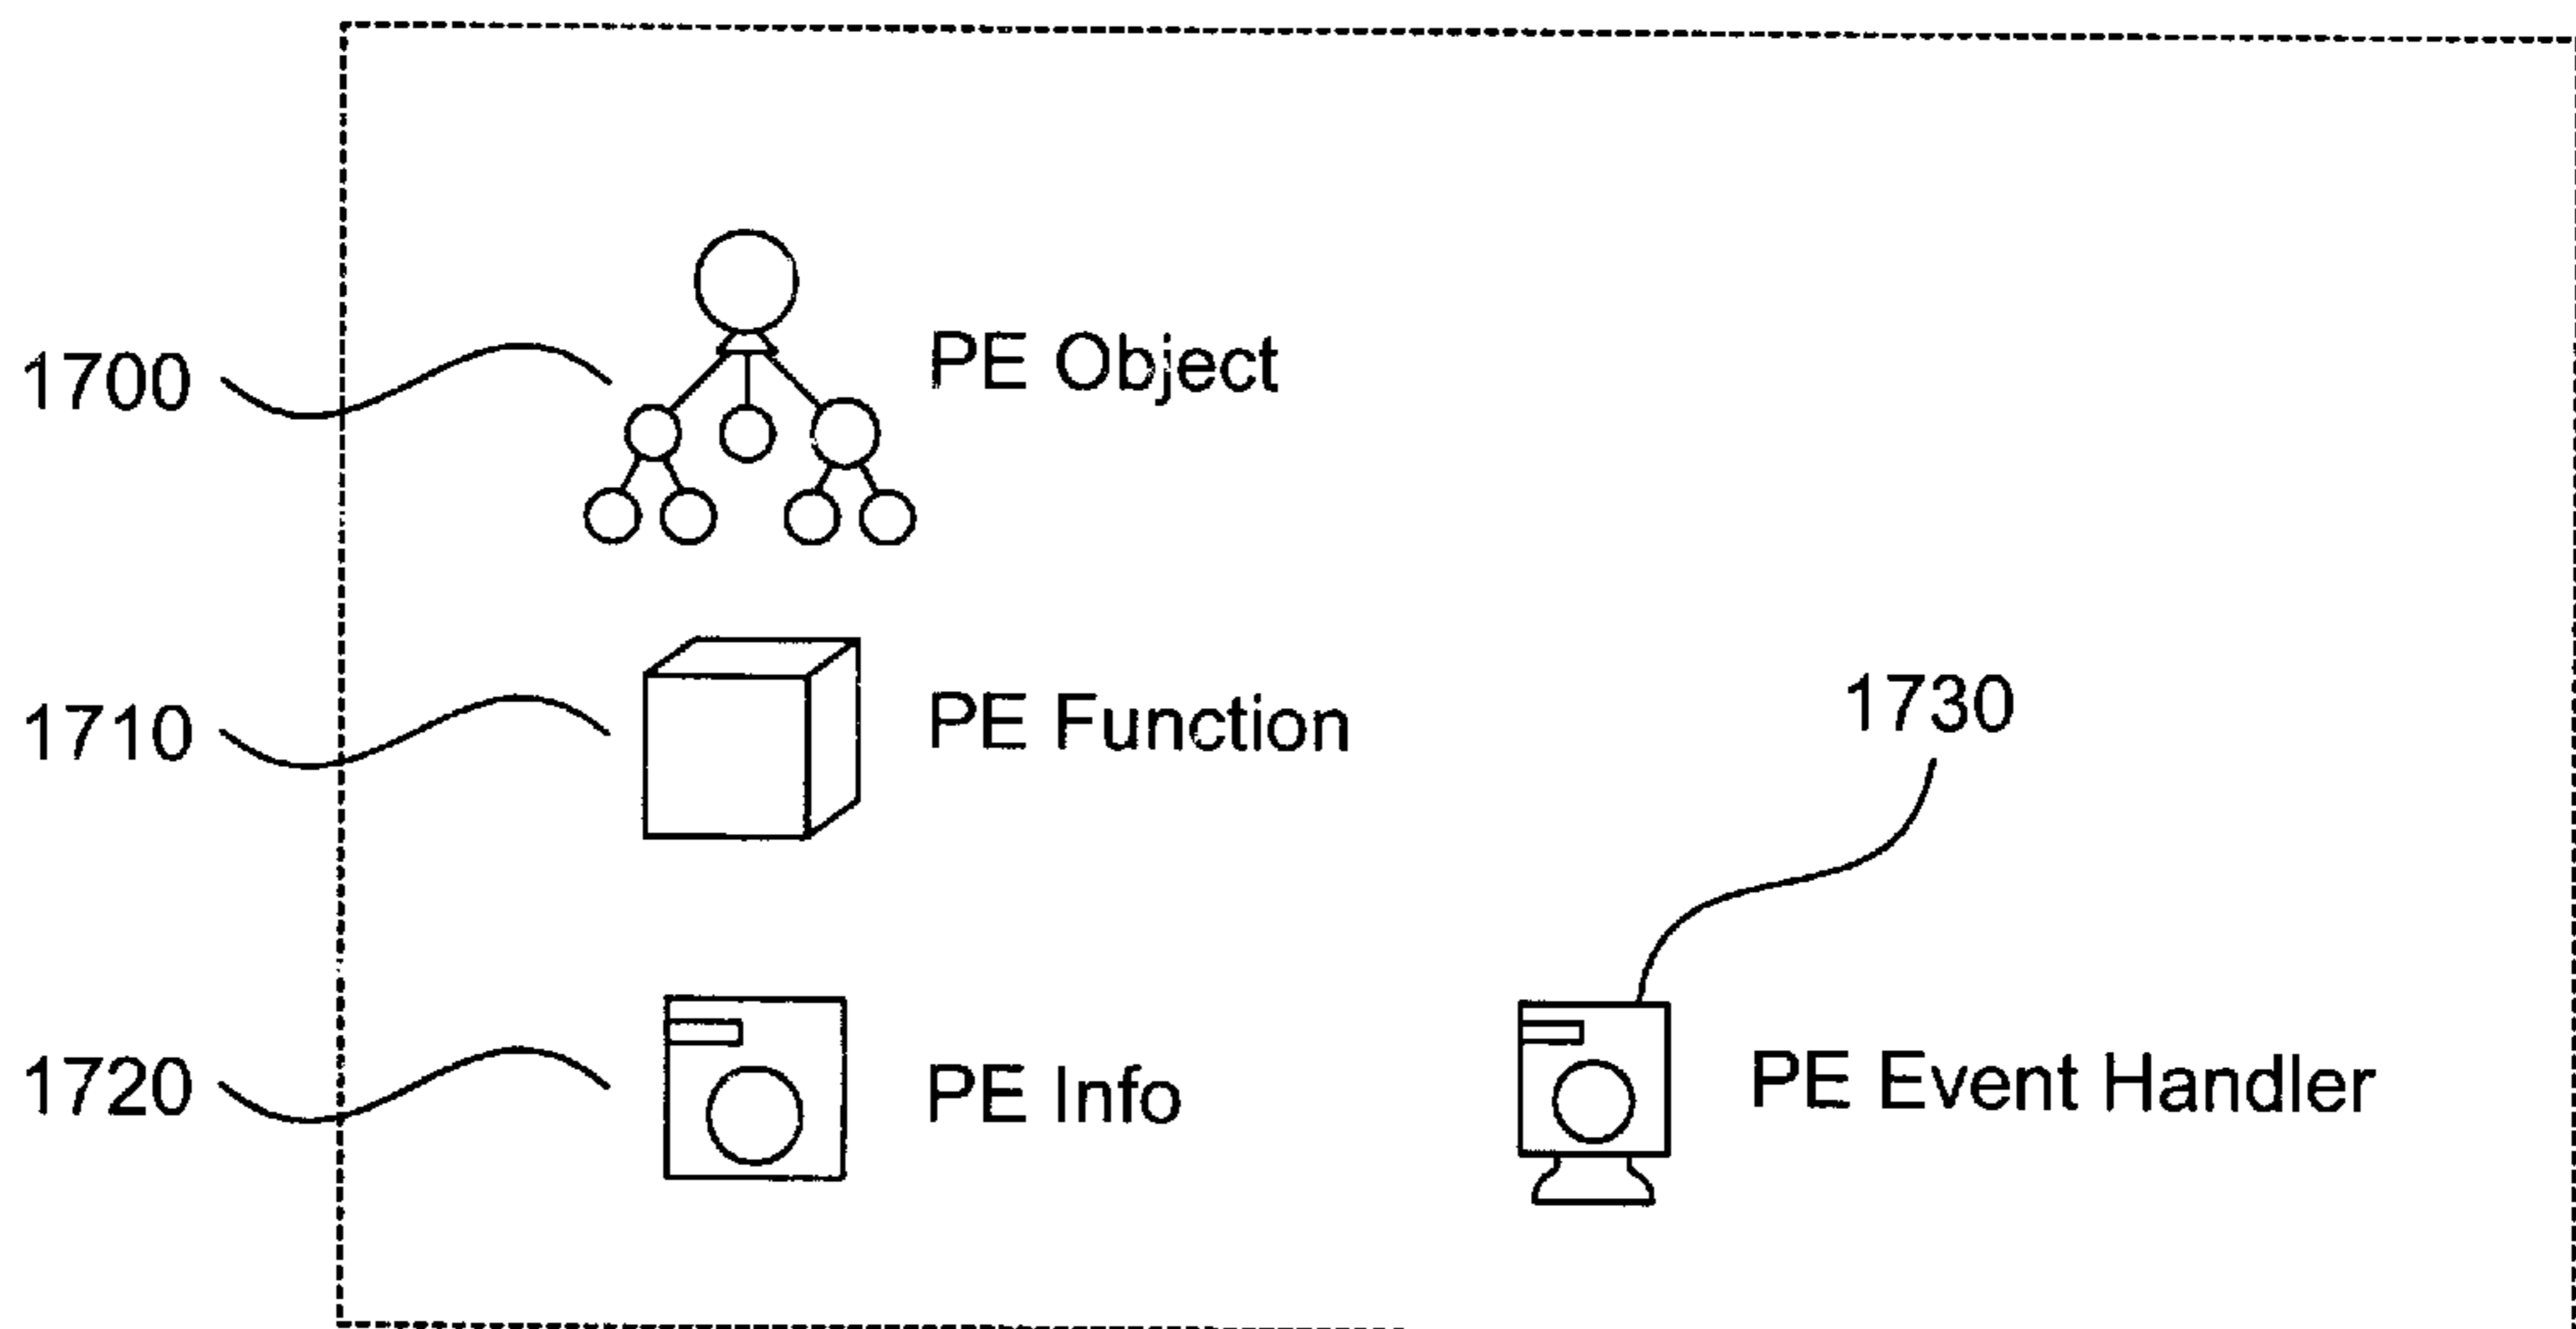 1700
PE Object
1710
PE Function
1730
1720
PE Info
PE Event Handler